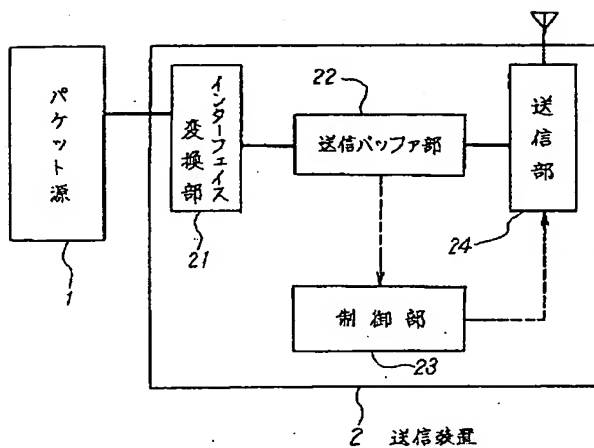 パケット源
1
インターフェイス
変換部
21
22
送信バッファ部
送信部
24
制御部
23
2 送信装置